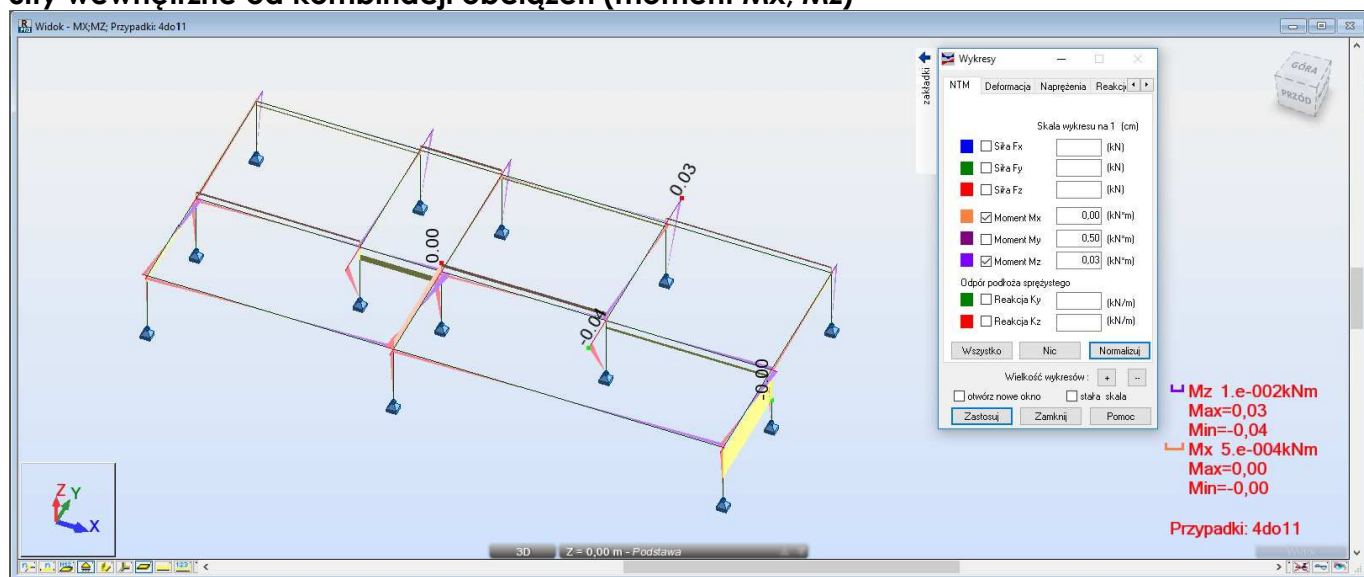 siły wewnętrzne od kombinacji obciążeń (moment MX, MZ)
Widok - MX;MZ; Przypadki: 4do11
zakładki
Wykresy
NTM Deformacja Naprężenia Reakcj
Skala wykresu na 1 (cm)
Siła Fx (kN)
Siła Fy (kN)
Siła Fz (kN)
Moment Mx 0,00 (kN*m)
Moment My 0,50 (kN*m)
Moment Mz 0,03 (kN*m)
Odpór podłoża sprężystego
Reakcja Ky (kN/m)
Reakcja Kz (kN/m)
Wszystko Nic Normalizuj
Wielkość wykresów : + --
otwórz nowe okno stała skala
Zastosuj Zamknij Pomoc
GÓRA
PRZÓD
0.03
0.00
-0.04
-0.00
Mz 1.e-002kNm
Max=0,03
Min=-0,04
Mx 5.e-004kNm
Max=0,00
Min=-0,00
Przypadki: 4do11
Z Y
X
3D Z = 0,00 m - Podstawa